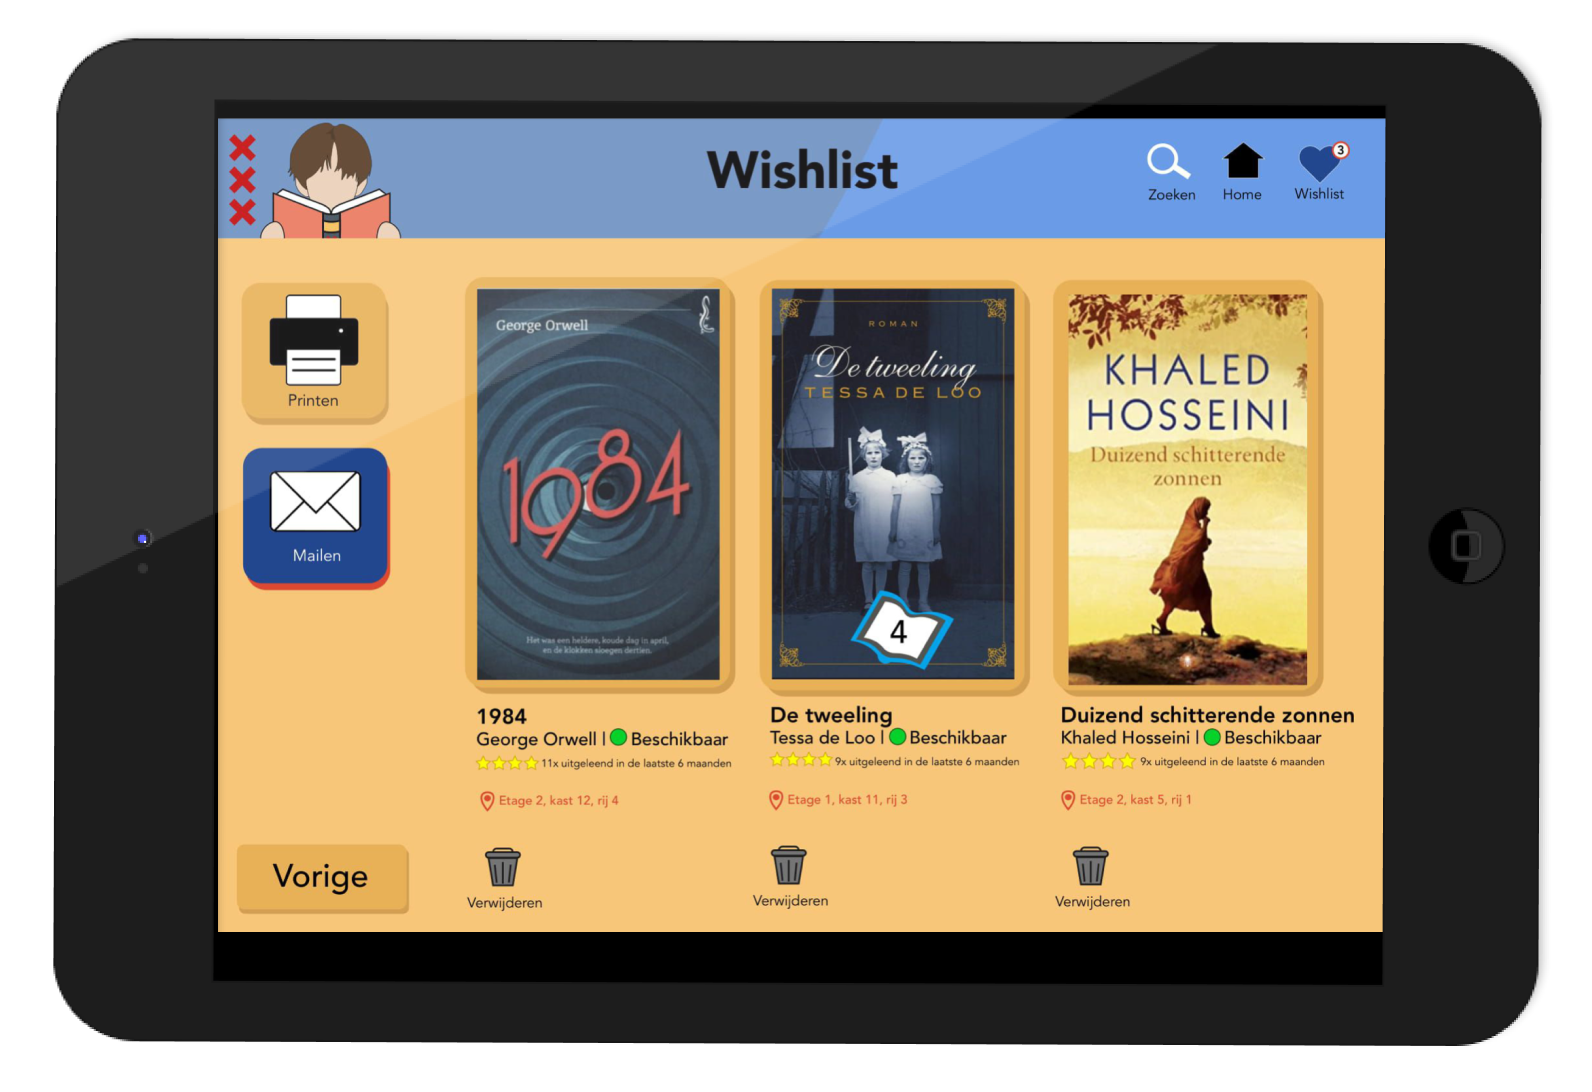 Wishlist
Zoeken
Home
3
Wishlist
Printen
Mailen
Vorige
George Orwell
1984
Het was een heldere, koude dag in april,
en de klokken sloegen dertien.
1984
George Orwell | Beschikbaar
11x uitgeleend in de laatste 6 maanden
Etage 2, kast 12, rij 4
Verwijderen
ROMAN
De tweeling
TESSA DE LOO
4
De tweeling
Tessa de Loo | Beschikbaar
9x uitgeleend in de laatste 6 maanden
Etage 1, kast 11, rij 3
Verwijderen
KHALED
HOSSEINI
Duizend schitterende
zonnen
Duizend schitterende zonnen
Khaled Hosseini | Beschikbaar
9x uitgeleend in de laatste 6 maanden
Etage 2, kast 5, rij 1
Verwijderen